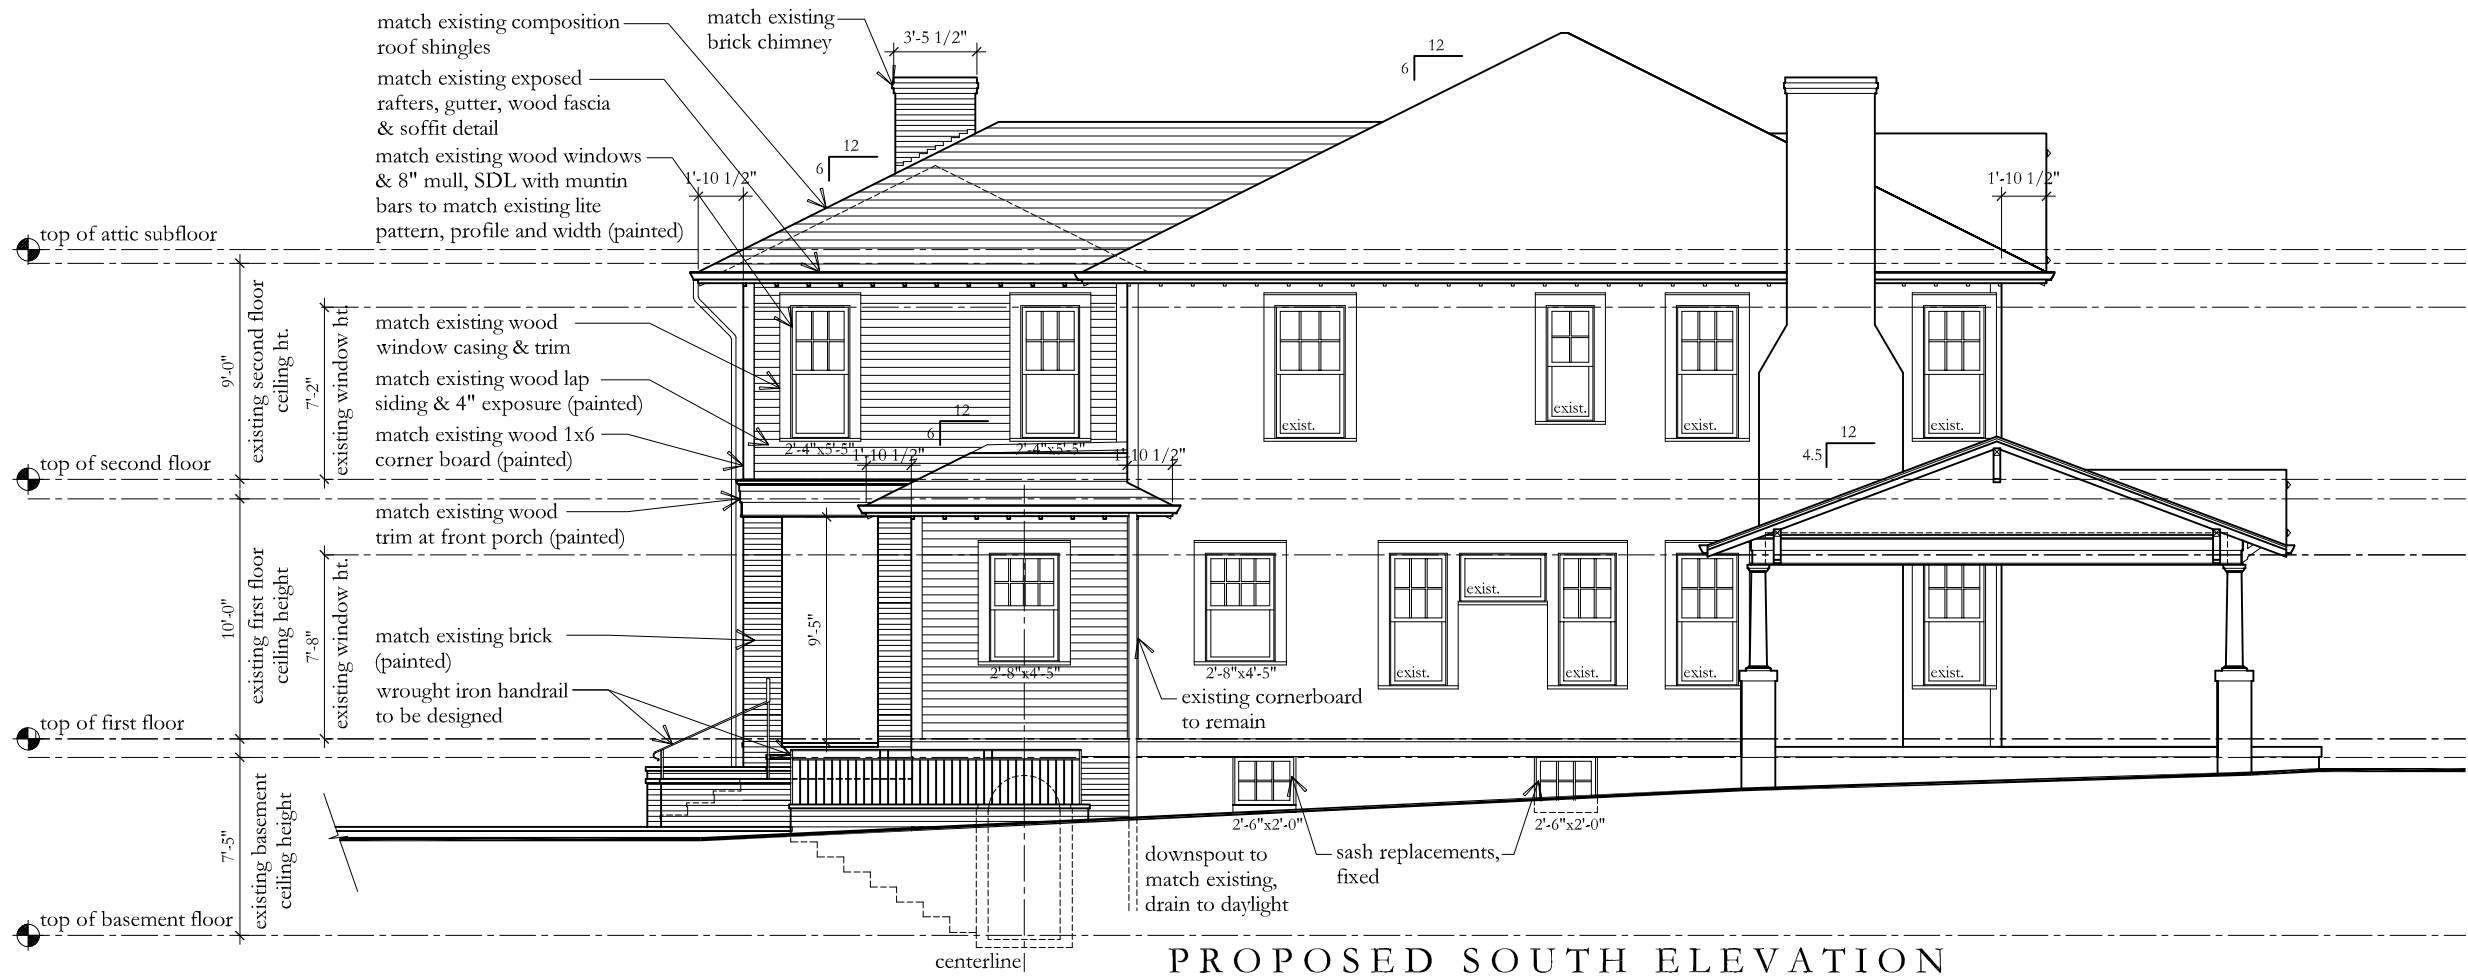 match existing composition
roof shingles
match existing
brick chimney
3'-5 1/2"
match existing exposed
rafters, gutter, wood fascia
& soffit detail
match existing wood windows
& 8" mull, SDL with muntin
bars to match existing lite
pattern, profile and width (painted)
1'-10 1/2"
12
6
12
6
1'-10 1/2"
top of attic subfloor
9'-0"
existing second floor
ceiling ht.
7'-2"
existing window ht.
match existing wood
window casing & trim
match existing wood lap
siding & 4" exposure (painted)
match existing wood 1x6
corner board (painted)
exist.
exist.
exist.
exist.
2'-4"x5'-5"
2'-4"x5'-5"
12
6
1'-10 1/2"
1'-10 1/2"
12
4.5
top of second floor
match existing wood
trim at front porch (painted)
10'-0"
existing first floor
ceiling height
7'-8"
existing window ht.
9'-5"
match existing brick
(painted)
wrought iron handrail
to be designed
2'-8"x4'-5"
2'-8"x4'-5"
exist.
exist.
exist.
exist.
exist.
existing cornerboard
to remain
top of first floor
7'-5"
existing basement
ceiling height
2'-6"x2'-0"
2'-6"x2'-0"
sash replacements,
fixed
downspout to
match existing,
drain to daylight
top of basement floor
centerline
PROPOSED SOUTH ELEVATION